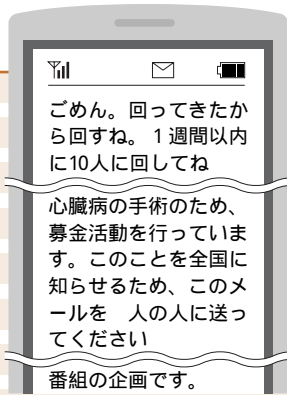 ごめん。回ってきたか
ら回すね。１週間以内
に10人に回してね
心臓病の手術のため、
募金活動を行っていま
す。このことを全国に
知らせるため、このメ
ールを　人の人に送っ
てください
番組の企画です。